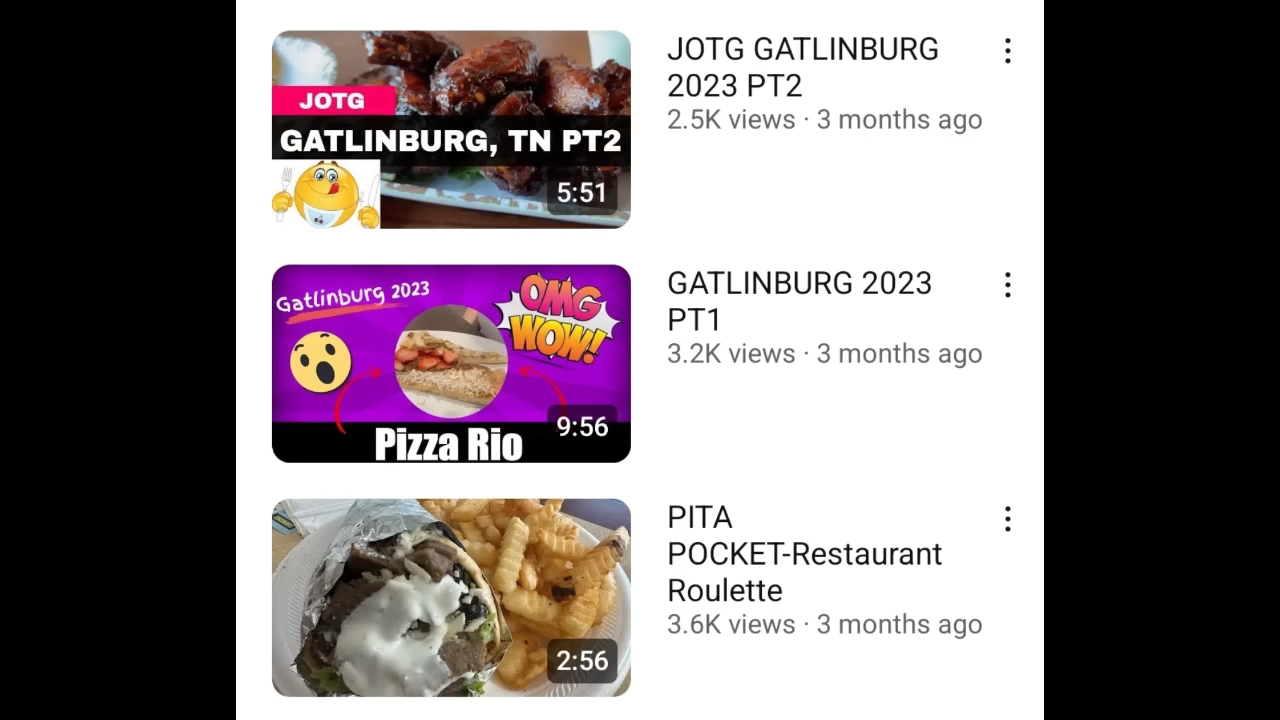 JOTG
GATLINBURG, TN PT2
5:51
JOTG GATLINBURG
2023 PT2
2.5K views · 3 months ago
Gatlinburg 2023
OMG
WOW!
Pizza Rio
9:56
GATLINBURG 2023
PT1
3.2K views · 3 months ago
2:56
PITA
POCKET-Restaurant
Roulette
3.6K views · 3 months ago